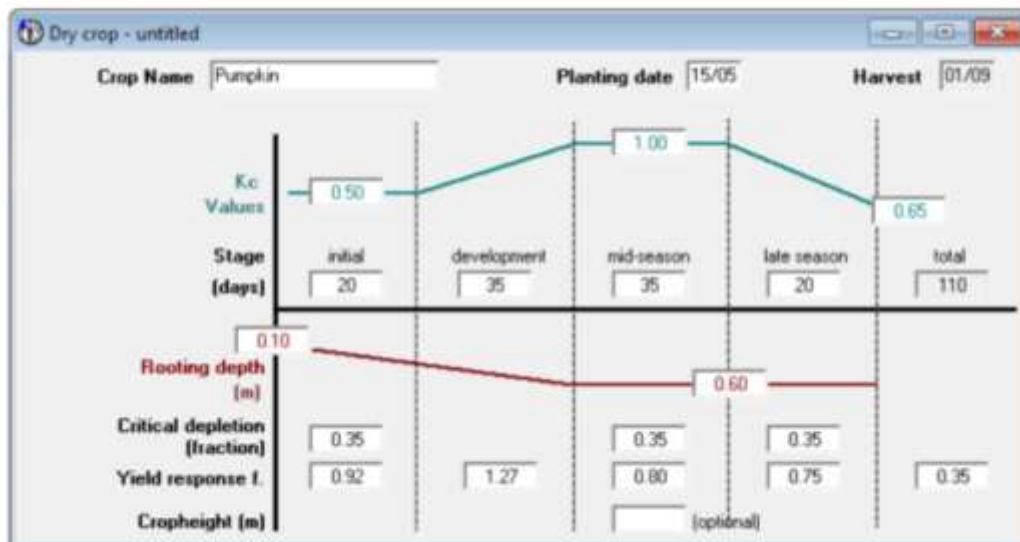 Dry crop - untitled
Crop Name Pumpkin Planting date 15/05 Harvest 01/09
1.00
Kc
Values 0.50 0.65
Stage initial development mid-season late season total
(days) 20 35 35 20 110
0.10
Rooting depth
(m) 0.60
Critical depletion
(fraction) 0.35 0.35 0.35
Yield response f. 0.92 1.27 0.80 0.75 0.35
Cropheight (m) (optional)